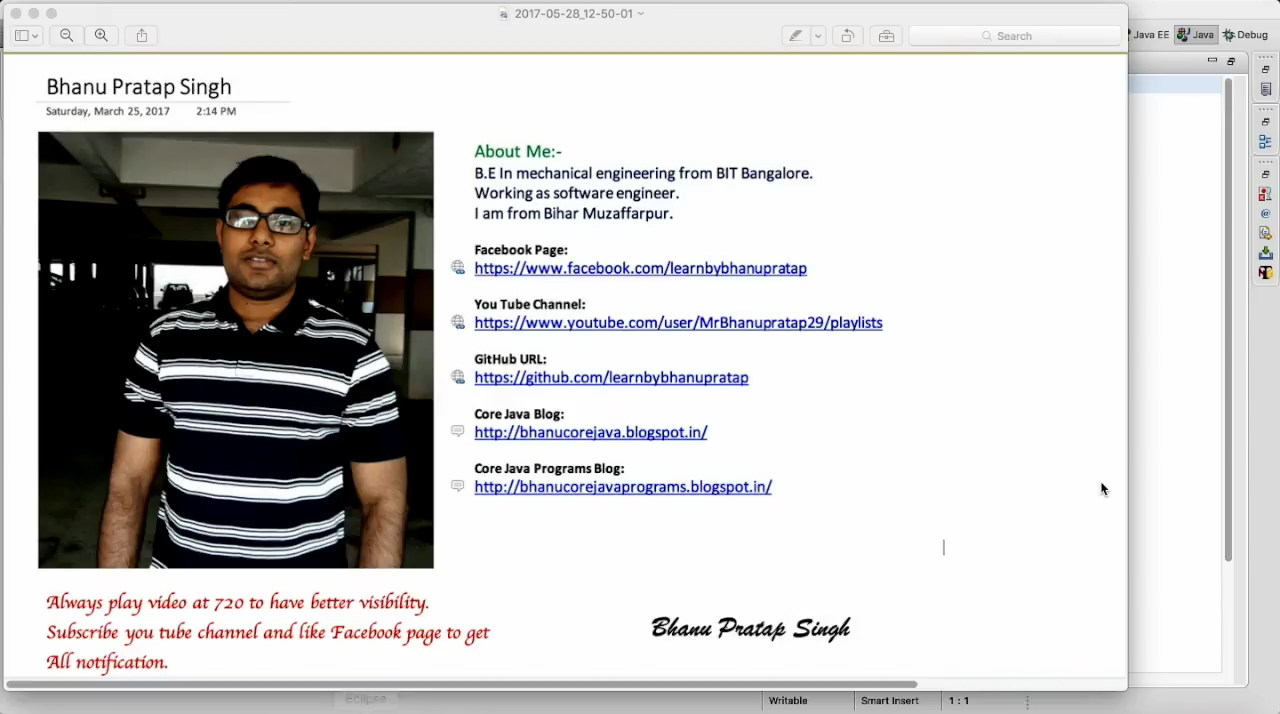 2017-05-28_12-50-01
Search
Java EE
Java
Debug
Bhanu Pratap Singh
Saturday, March 25, 2017 2:14 PM
About Me:-
B.E In mechanical engineering from BIT Bangalore.
Working as software engineer.
I am from Bihar Muzaffarpur.
Facebook Page:
https://www.facebook.com/learnbybhanupratap
You Tube Channel:
https://www.youtube.com/user/MrBhanupratap29/playlists
GitHub URL:
https://github.com/learnbybhanupratap
Core Java Blog:
http://bhanucorejava.blogspot.in/
Core Java Programs Blog:
http://bhanucorejavaprograms.blogspot.in/
Always play video at 720 to have better visibility.
Subscribe you tube channel and like Facebook page to get
All notification.
Bhanu Pratap Singh
Eclipse
Writable
Smart Insert
1 : 1